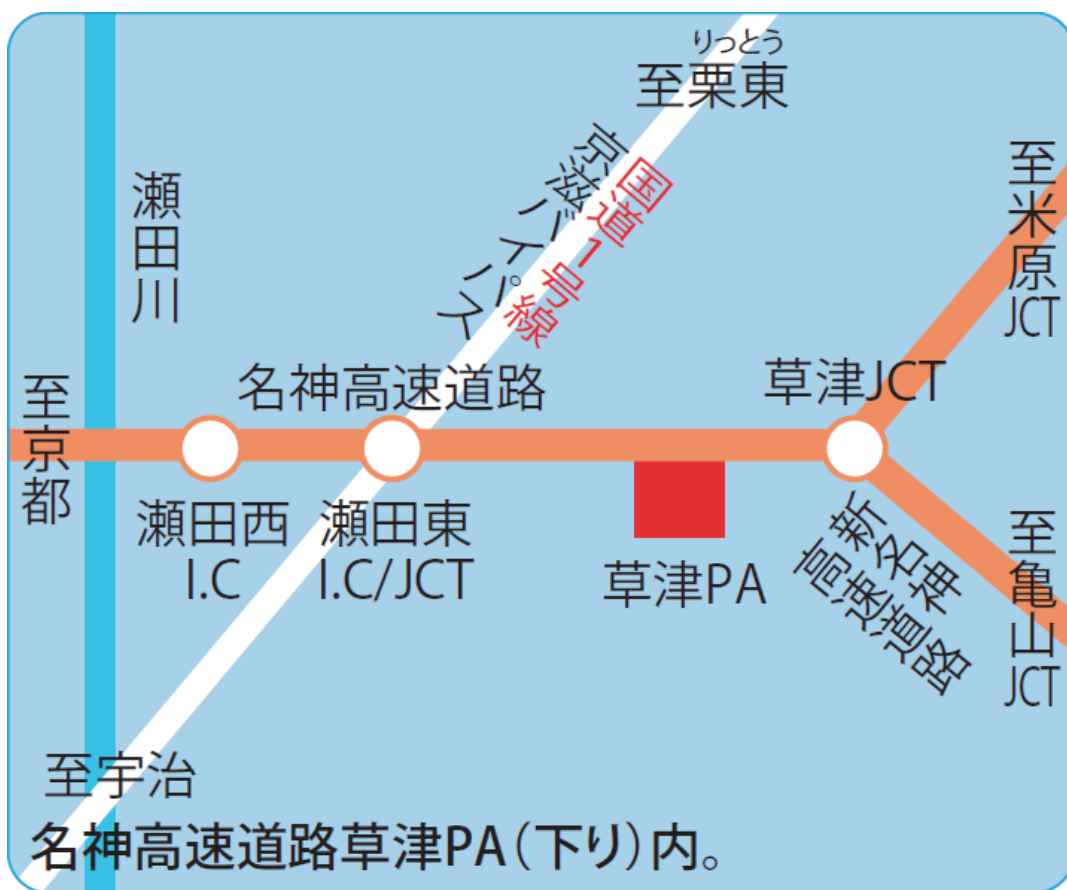 りっとう
至栗東
京滋バイパス
国道1号線
瀬田川
至米原JCT
名神高速道路
草津JCT
至京都
瀬田西
I.C
瀬田東
I.C/JCT
草津PA
新名神
高速道路
至亀山JCT
至宇治
名神高速道路草津PA(下り)内。